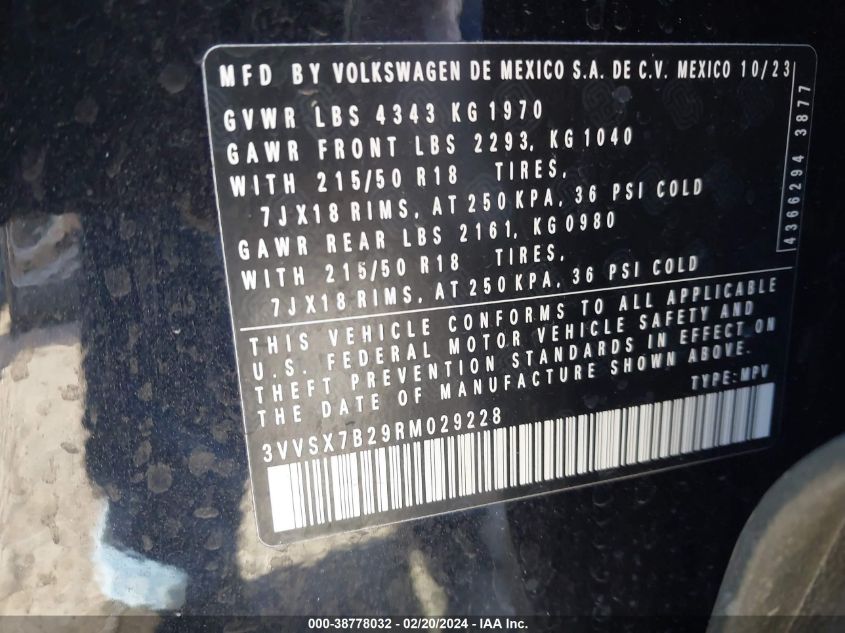 MFD BY VOLKSWAGEN DE MEXICO S.A. DE C.V. MEXICO 10/23
GVWR LBS 4343 KG 1970
GAWR FRONT LBS 2293, KG 1040
WITH 215/50 R18 TIRES,
7JX18 RIMS, AT 250 KPA, 36 PSI COLD
GAWR REAR LBS 2161, KG 0980
WITH 215/50 R18 TIRES,
7JX18 RIMS, AT 250 KPA, 36 PSI COLD
4366294 3877
THIS VEHICLE CONFORMS TO ALL APPLICABLE
U.S. FEDERAL MOTOR VEHICLE SAFETY AND
THEFT PREVENTION STANDARDS IN EFFECT ON
THE DATE OF MANUFACTURE SHOWN ABOVE.
TYPE: MPV
3VVSX7B29RM029228
000-38778032 - 02/20/2024 - IAA Inc.